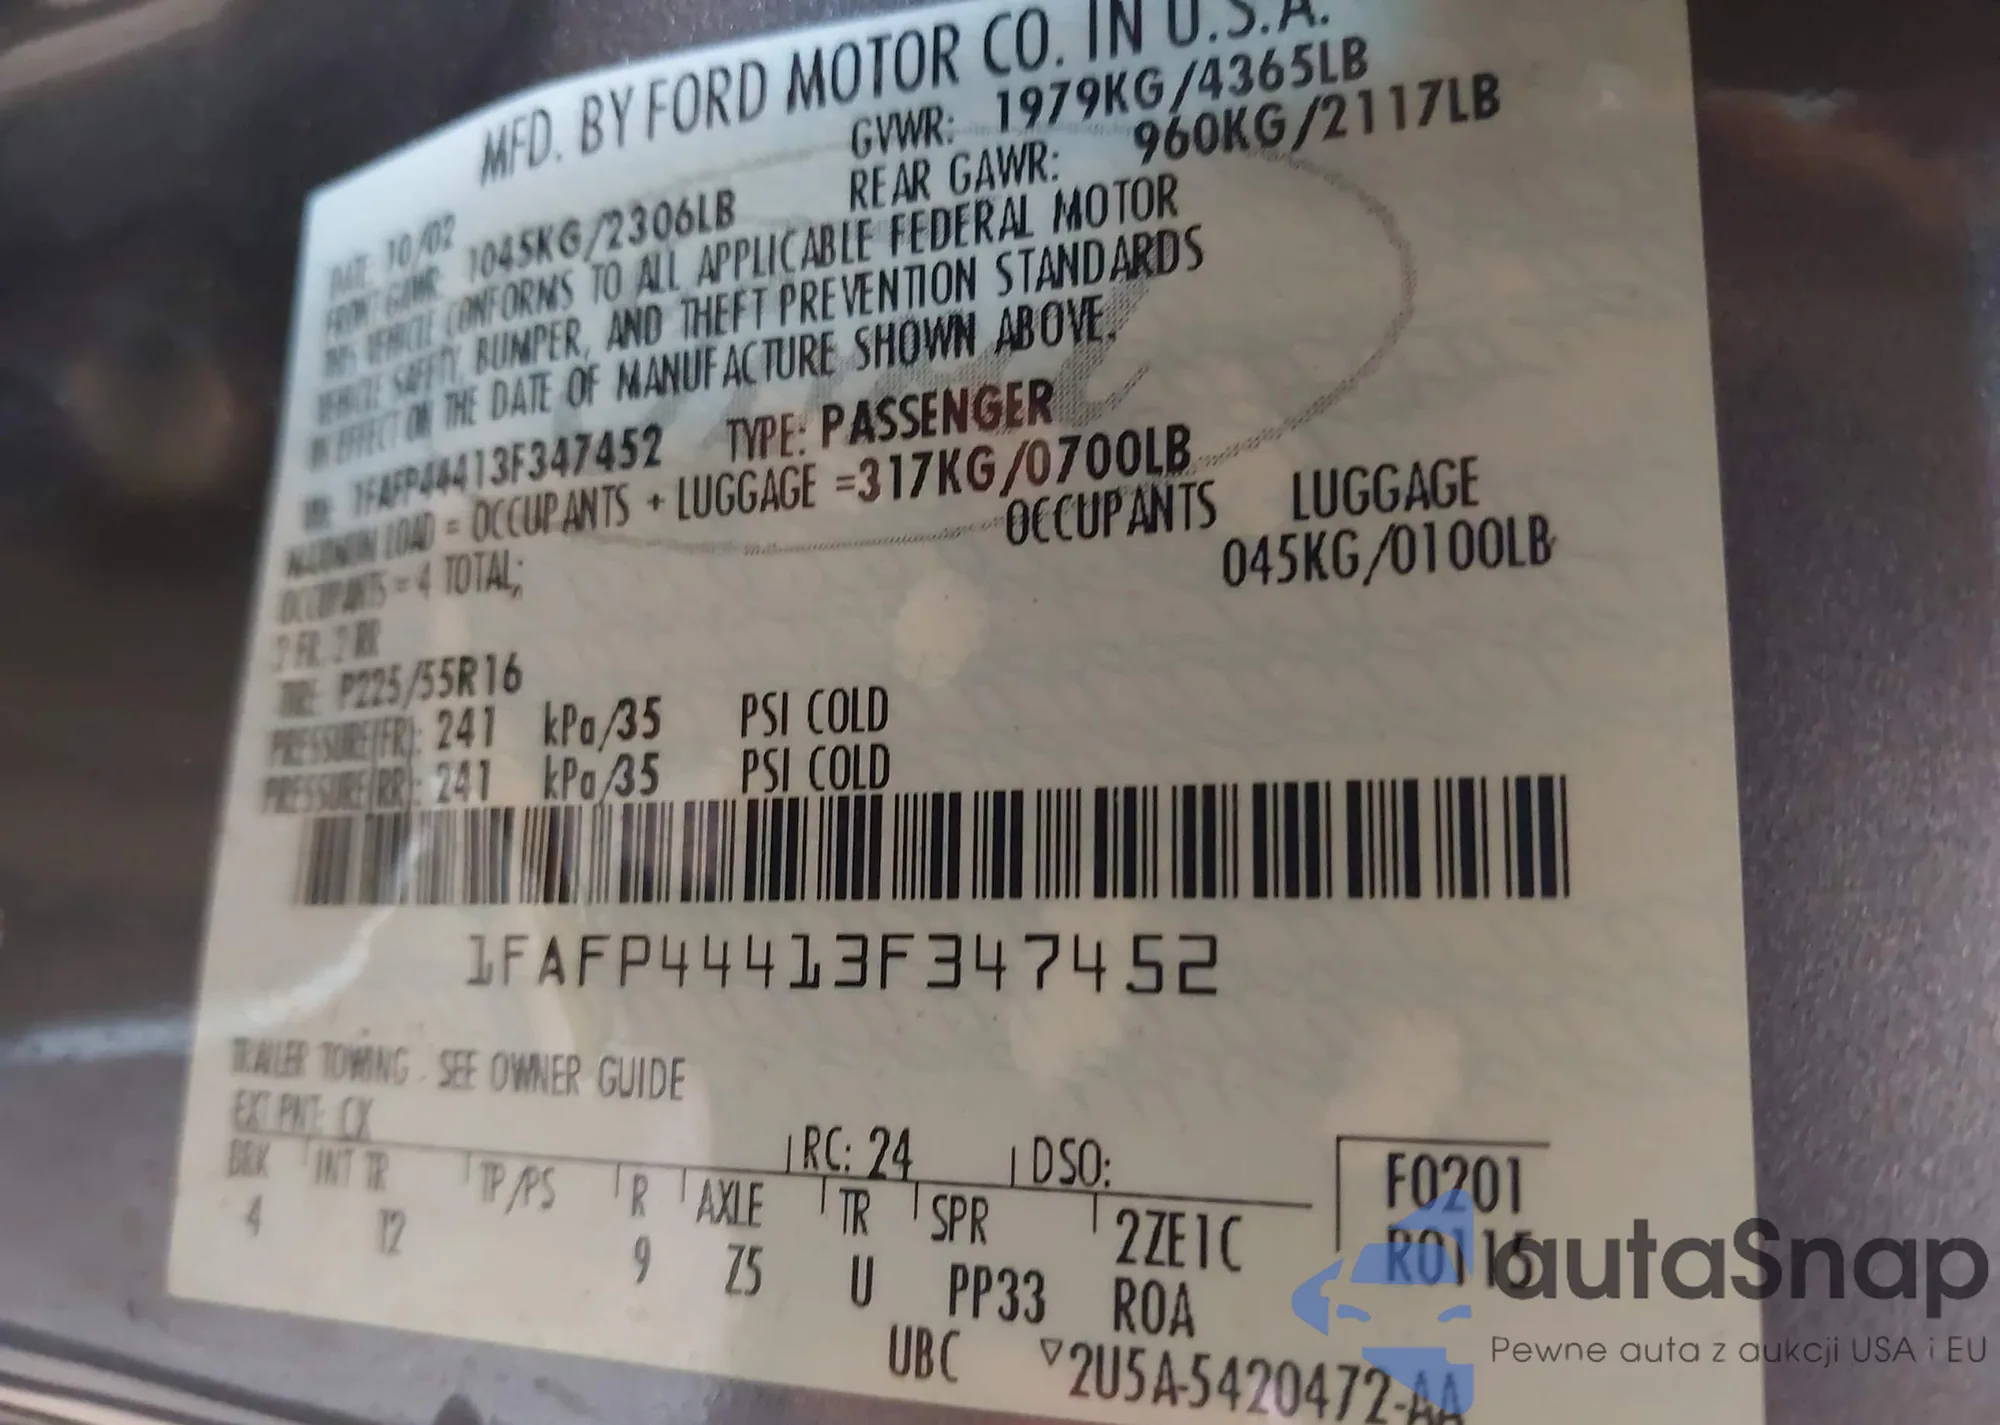 MFD. BY FORD MOTOR CO. IN U.S.A.
DATE: 10/02 GVWR: 1979KG/4365LB
FRONT GAWR: 1045KG/2306LB REAR GAWR: 960KG/2117LB
THIS VEHICLE CONFORMS TO ALL APPLICABLE FEDERAL MOTOR
VEHICLE SAFETY, BUMPER, AND THEFT PREVENTION STANDARDS
IN EFFECT ON THE DATE OF MANUFACTURE SHOWN ABOVE.
VIN: 1FAFP44413F347452 TYPE: PASSENGER
MAXIMUM LOAD = OCCUPANTS + LUGGAGE =317KG/0700LB
OCCUPANTS = 4 TOTAL; OCCUPANTS LUGGAGE
2 FR, 2 RR 045KG/0100LB
TIRE: P225/55R16
PRESSURE(FR): 241 kPa/35 PSI COLD
PRESSURE(RR): 241 kPa/35 PSI COLD
1FAFP44413F347452
TRAILER TOWING - SEE OWNER GUIDE
EXT PNT: CX RC: 24 DSO: F0201
BRK INT TR TP/PS R AXLE TR SPR 2ZE1C R0115
4 T2 9 Z5 U PP33 ROA
UBC ▽2U5A-5420472-AA
autaSnap
Pewne auta z aukcji USA i EU